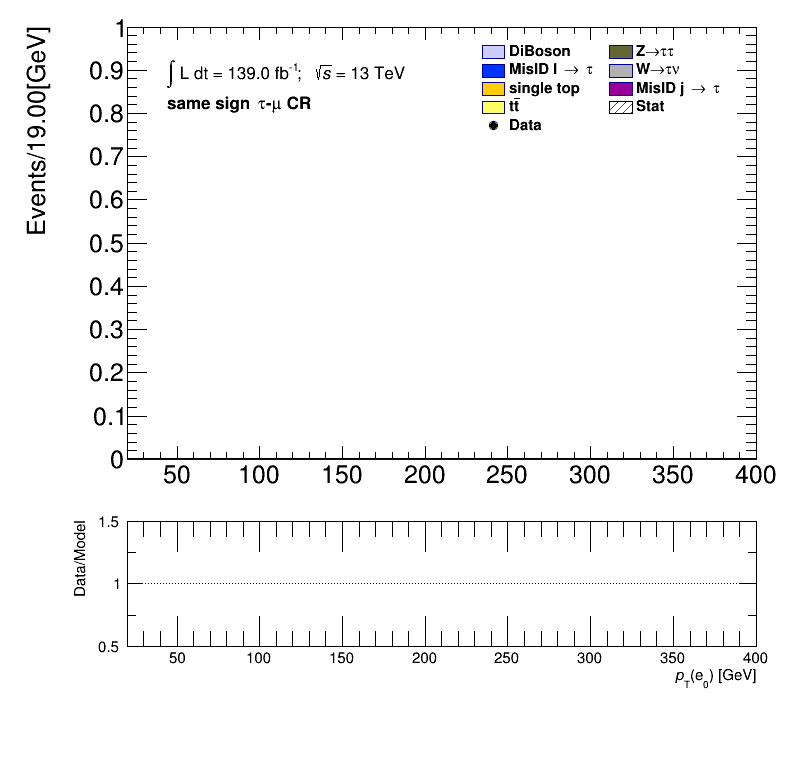 Events/19.00[GeV]
1
0.9
0.8
0.7
0.6
0.5
0.4
0.3
0.2
0.1
0
∫ L dt = 139.0 fb⁻¹; √s = 13 TeV
same sign τ-μ CR
DiBoson
MisID l → τ
single top
tt̄
Data
Z→ττ
W→τν
MisID j → τ
Stat
50 100 150 200 250 300 350 400
Data/Model
1.5
1
0.5
50 100 150 200 250 300 350 400
p_T(e_0) [GeV]